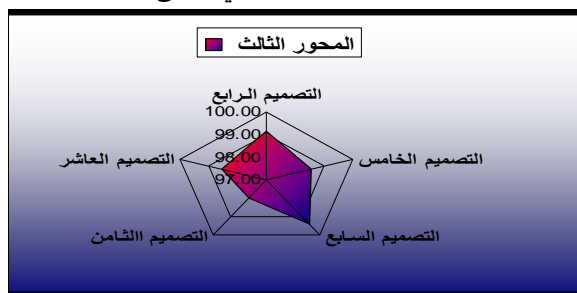 المحور الثالث
التصميم الرابع
100.00
99.00
98.00
97.00
التصميم الخامس
التصميم العاشر
التصميم السابع
التصميم االثامن